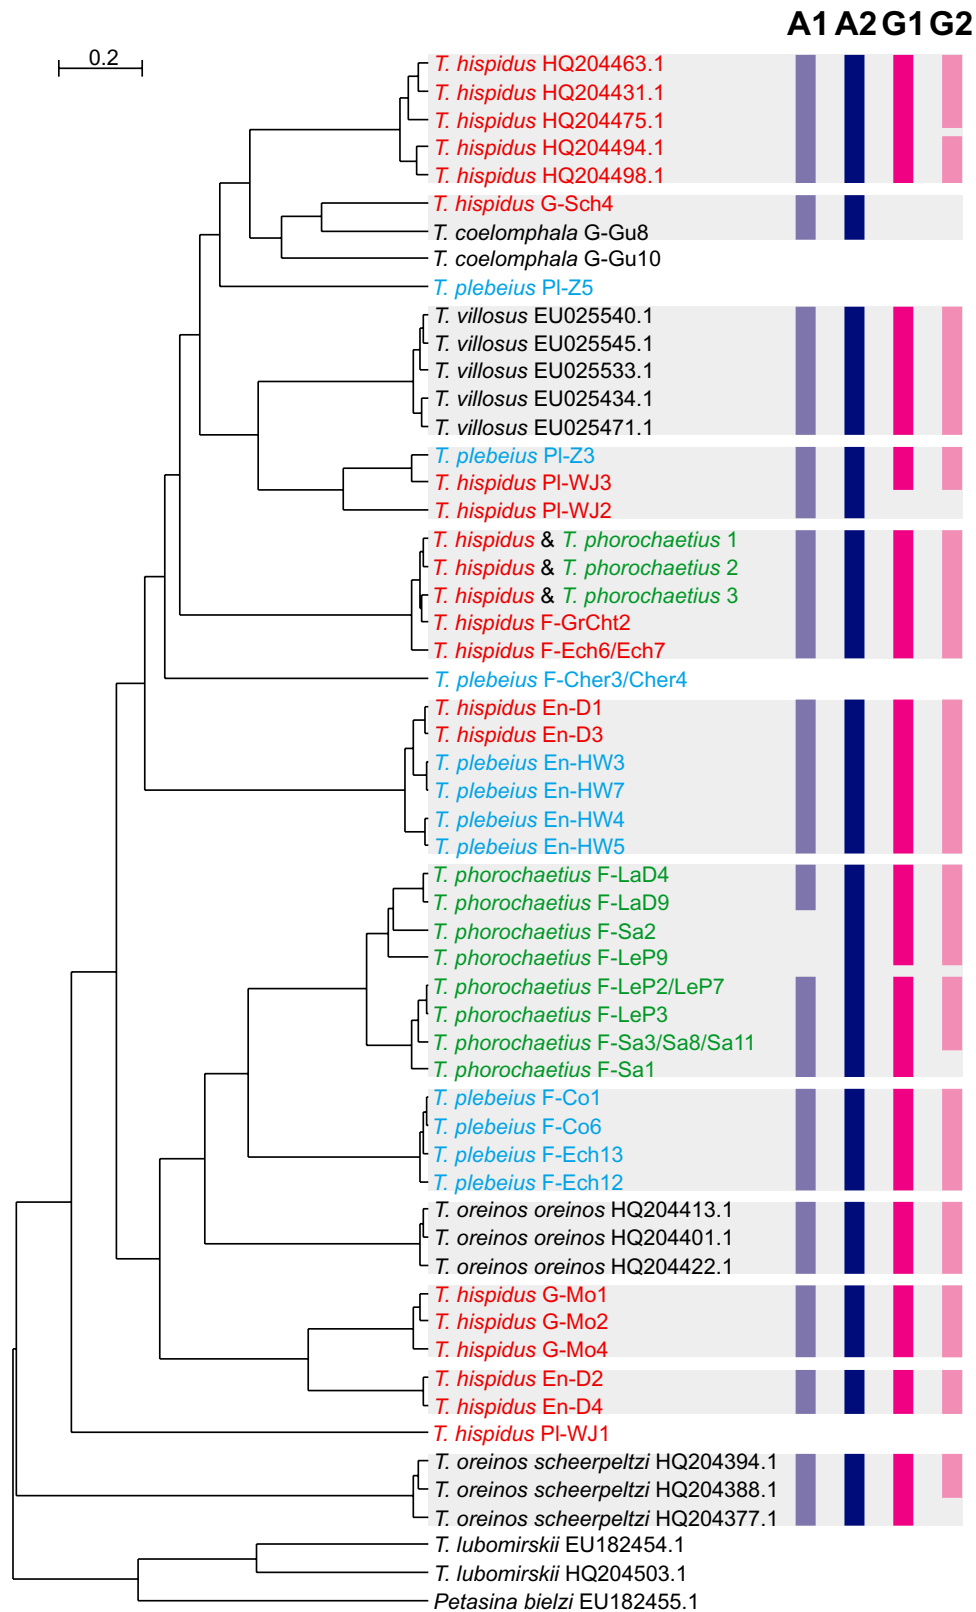 A1 A2 G1 G2
0.2
T. hispidus HQ204463.1
T. hispidus HQ204431.1
T. hispidus HQ204475.1
T. hispidus HQ204494.1
T. hispidus HQ204498.1
T. hispidus G-Sch4
T. coelomphala G-Gu8
T. coelomphala G-Gu10
T. plebeius Pl-Z5
T. villosus EU025540.1
T. villosus EU025545.1
T. villosus EU025533.1
T. villosus EU025434.1
T. villosus EU025471.1
T. plebeius Pl-Z3
T. hispidus Pl-WJ3
T. hispidus Pl-WJ2
T. hispidus & T. phorochaetius 1
T. hispidus & T. phorochaetius 2
T. hispidus & T. phorochaetius 3
T. hispidus F-GrCht2
T. hispidus F-Ech6/Ech7
T. plebeius F-Cher3/Cher4
T. hispidus En-D1
T. hispidus En-D3
T. plebeius En-HW3
T. plebeius En-HW7
T. plebeius En-HW4
T. plebeius En-HW5
T. phorochaetius F-LaD4
T. phorochaetius F-LaD9
T. phorochaetius F-Sa2
T. phorochaetius F-LeP9
T. phorochaetius F-LeP2/LeP7
T. phorochaetius F-LeP3
T. phorochaetius F-Sa3/Sa8/Sa11
T. phorochaetius F-Sa1
T. plebeius F-Co1
T. plebeius F-Co6
T. plebeius F-Ech13
T. plebeius F-Ech12
T. oreinos oreinos HQ204413.1
T. oreinos oreinos HQ204401.1
T. oreinos oreinos HQ204422.1
T. hispidus G-Mo1
T. hispidus G-Mo2
T. hispidus G-Mo4
T. hispidus En-D2
T. hispidus En-D4
T. hispidus Pl-WJ1
T. oreinos scheerpeltzi HQ204394.1
T. oreinos scheerpeltzi HQ204388.1
T. oreinos scheerpeltzi HQ204377.1
T. lubomirskii EU182454.1
T. lubomirskii HQ204503.1
Petasina bielzi EU182455.1